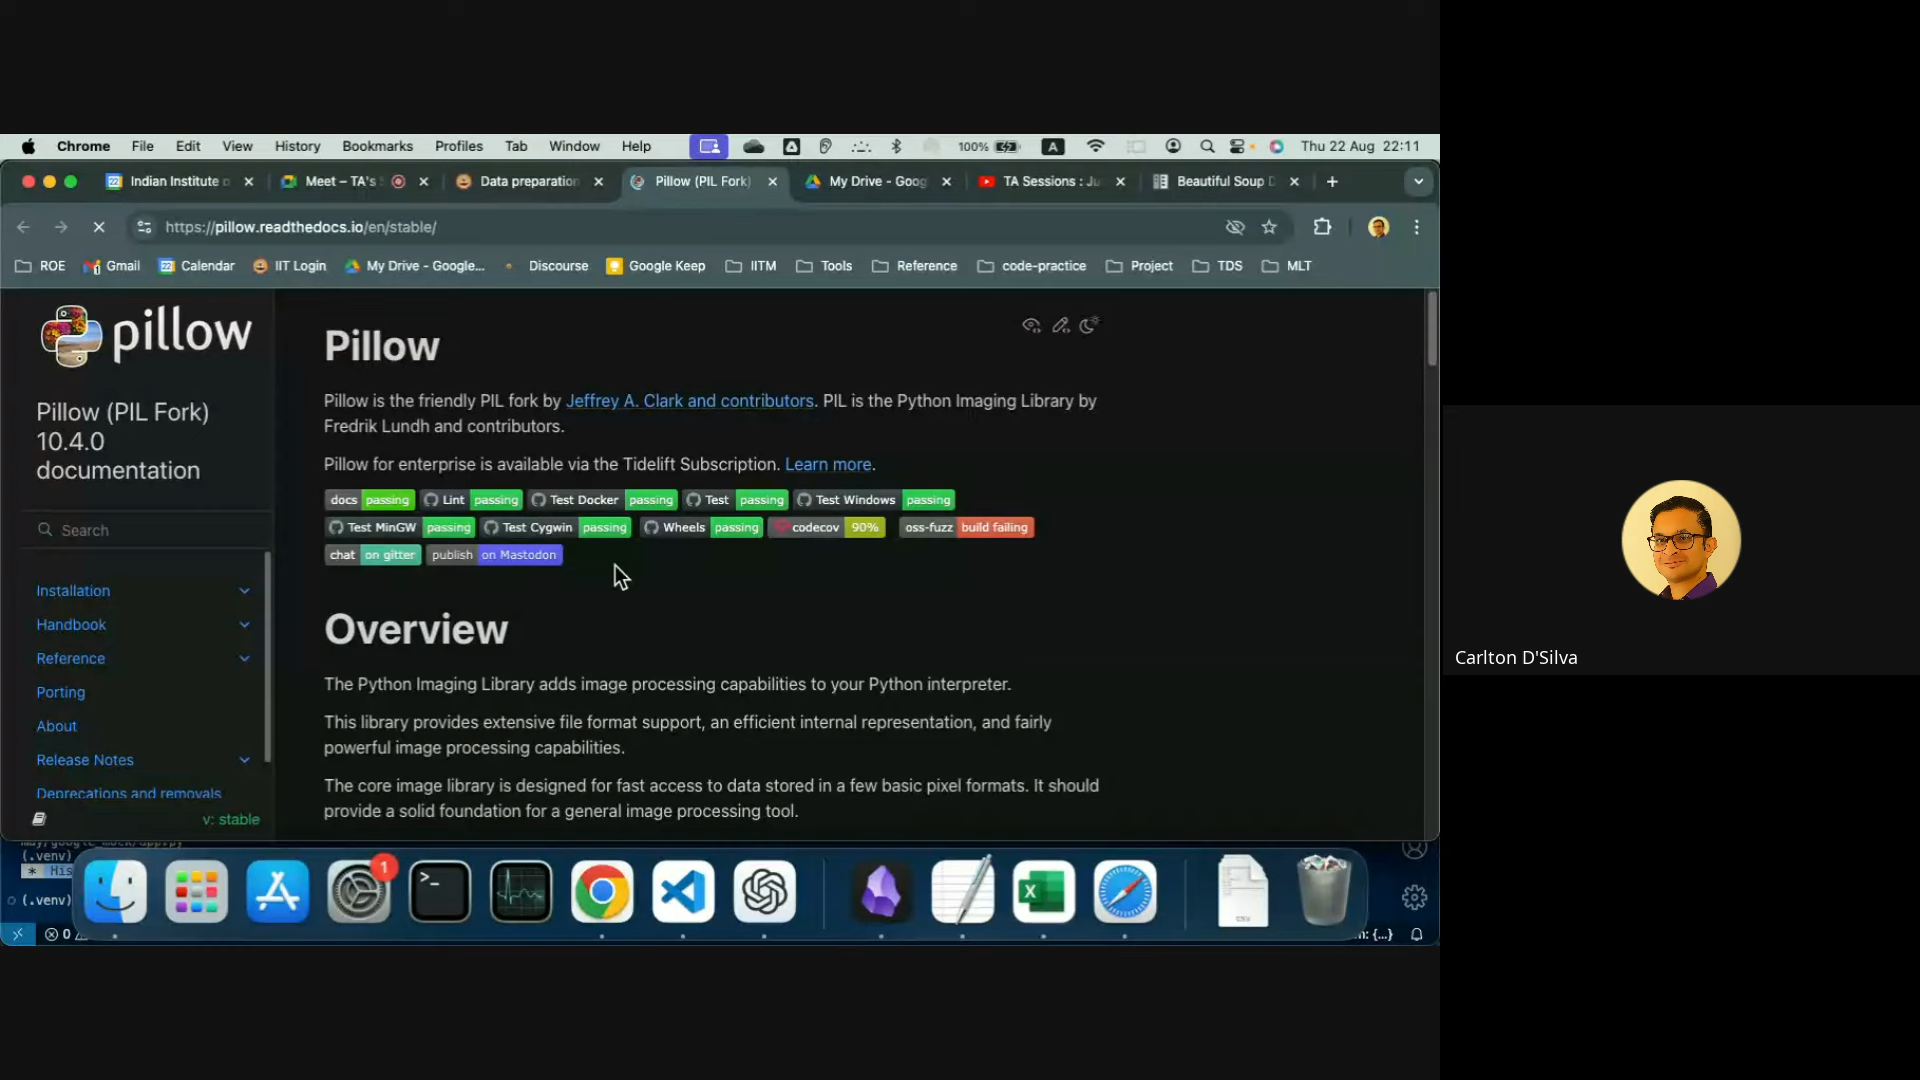 Chrome File Edit View History Bookmarks Profiles Tab Window Help 100% A Thu 22 Aug 22:11
Indian Institute o Meet – TA's Data preparation Pillow (PIL Fork) My Drive - Goog TA Sessions : Ju Beautiful Soup D
https://pillow.readthedocs.io/en/stable/
ROE Gmail Calendar IIT Login My Drive - Google... Discourse Google Keep IITM Tools Reference code-practice Project TDS MLT
pillow
Pillow (PIL Fork)
10.4.0
documentation
Search
Installation
Handbook
Reference
Porting
About
Release Notes
Deprecations and removals
v: stable
Pillow
Pillow is the friendly PIL fork by Jeffrey A. Clark and contributors. PIL is the Python Imaging Library by
Fredrik Lundh and contributors.
Pillow for enterprise is available via the Tidelift Subscription. Learn more.
docs passing Lint passing Test Docker passing Test passing Test Windows passing
Test MinGW passing Test Cygwin passing Wheels passing codecov 90% oss-fuzz build failing
chat on gitter publish on Mastodon
Overview
The Python Imaging Library adds image processing capabilities to your Python interpreter.
This library provides extensive file format support, an efficient internal representation, and fairly
powerful image processing capabilities.
The core image library is designed for fast access to data stored in a few basic pixel formats. It should
provide a solid foundation for a general image processing tool.
(.venv)
* His
(.venv)
0
1
CSV
n: {...}
Carlton D'Silva